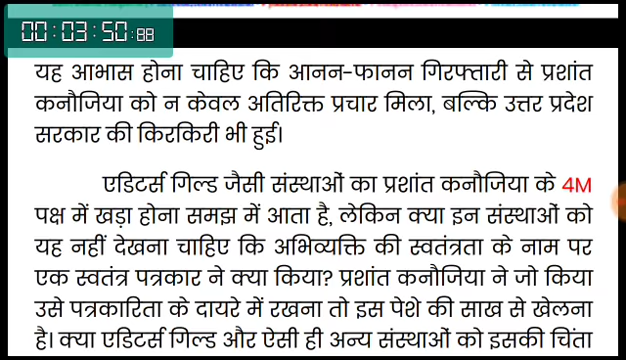 00:03:50:88
यह आभास होना चाहिए कि आनन-फानन गिरफ्तारी से प्रशांत
कनौजिया को न केवल अतिरिक्त प्रचार मिला, बल्कि उत्तर प्रदेश
सरकार की किरकिरी भी हुई।
एडिटर्स गिल्ड जैसी संस्थाओं का प्रशांत कनौजिया के 4M
पक्ष में खड़ा होना समझ में आता है, लेकिन क्या इन संस्थाओं को
यह नहीं देखना चाहिए कि अभिव्यक्ति की स्वतंत्रता के नाम पर
एक स्वतंत्र पत्रकार ने क्या किया? प्रशांत कनौजिया ने जो किया
उसे पत्रकारिता के दायरे में रखना तो इस पेशे की साख से खेलना
है। क्या एडिटर्स गिल्ड और ऐसी ही अन्य संस्थाओं को इसकी चिंता